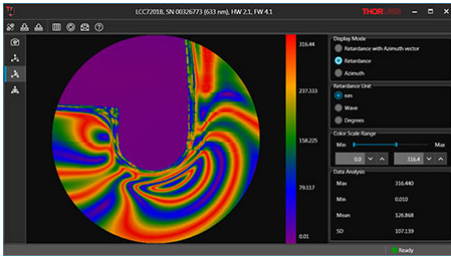 LCC7201B, SN 00326773 (633 nm), HW 2.1, FW 4.1
THORLABS
Display Mode
Retardance with Azimuth vector
Retardance
Azimuth
Retardance Unit
nm
Wave
Degrees
Color Scale Range
Min
Max
0.0
316.4
Data Analysis
Max 316.440
Min 0.010
Mean 126.868
SD 107.139
316.44
237.333
158.225
79.117
0.01
Ready